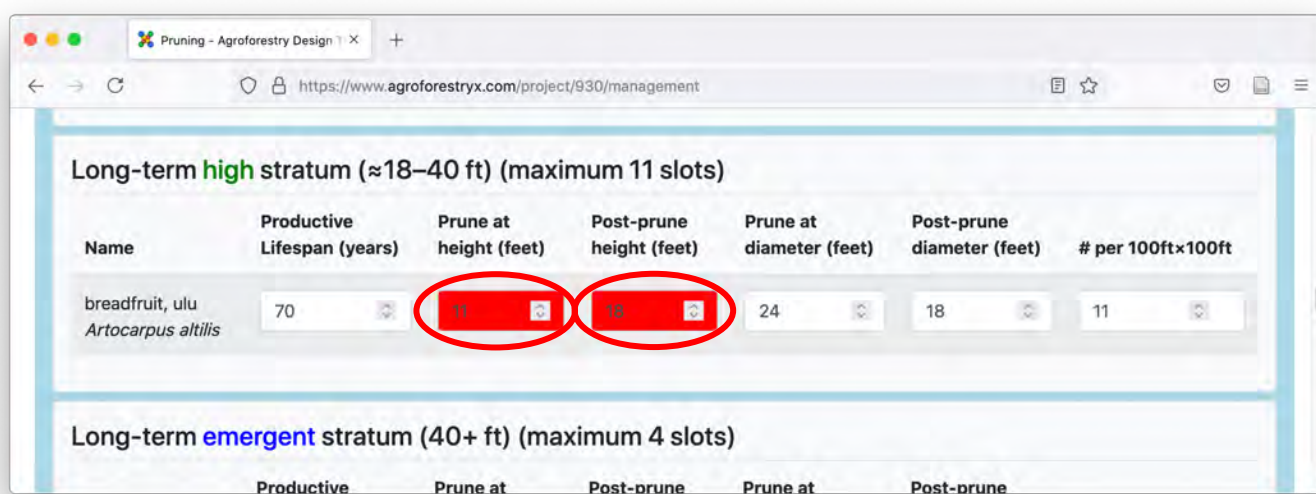 Pruning - Agroforestry Design T
https://www.agroforestryx.com/project/930/management
Long-term high stratum (≈18–40 ft) (maximum 11 slots)
Name Productive Lifespan (years) Prune at height (feet) Post-prune height (feet) Prune at diameter (feet) Post-prune diameter (feet) # per 100ft×100ft
breadfruit, ulu
Artocarpus altilis
70 11 18 24 18 11
Long-term emergent stratum (40+ ft) (maximum 4 slots)
Productive Prune at Post-prune Prune at Post-prune